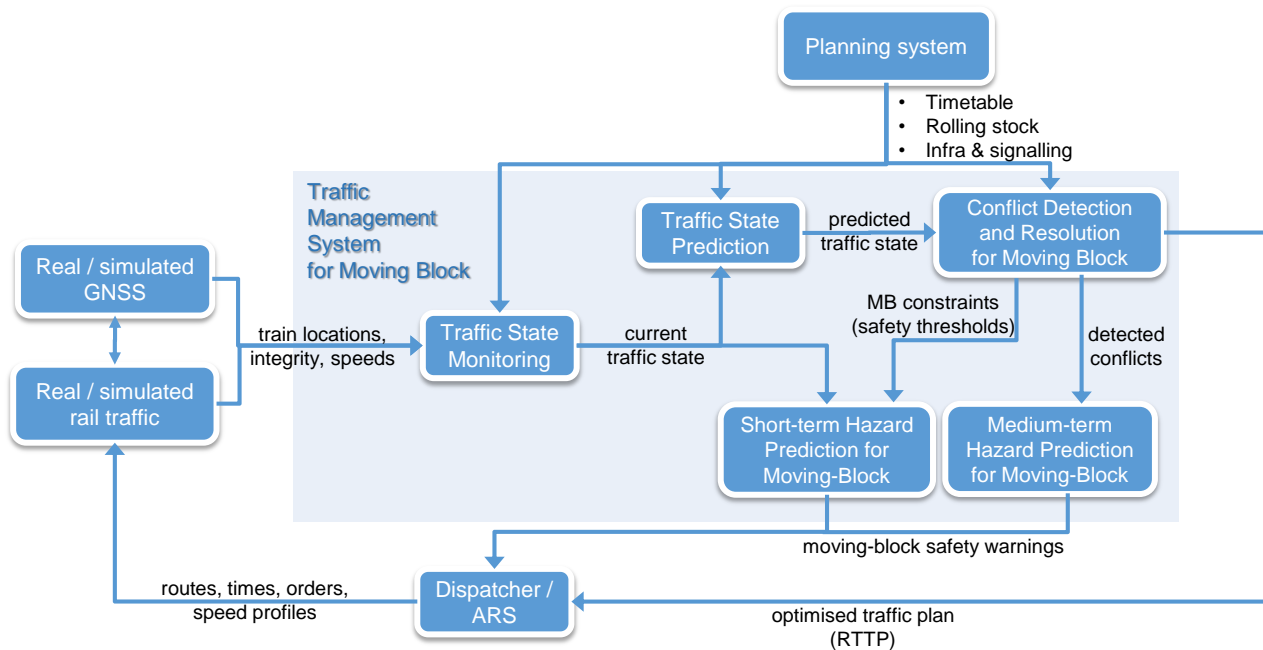 Planning system
• Timetable
• Rolling stock
• Infra & signalling
Traffic
Management
System
for Moving Block
Traffic State
Prediction
predicted
traffic state
Conflict Detection
and Resolution
for Moving Block
Real / simulated
GNSS
train locations,
integrity, speeds
Traffic State
Monitoring
current
traffic state
MB constraints
(safety thresholds)
detected
conflicts
Real / simulated
rail traffic
Short-term Hazard
Prediction for
Moving-Block
Medium-term
Hazard Prediction
for Moving-Block
moving-block safety warnings
routes, times, orders,
speed profiles
Dispatcher /
ARS
optimised traffic plan
(RTTP)